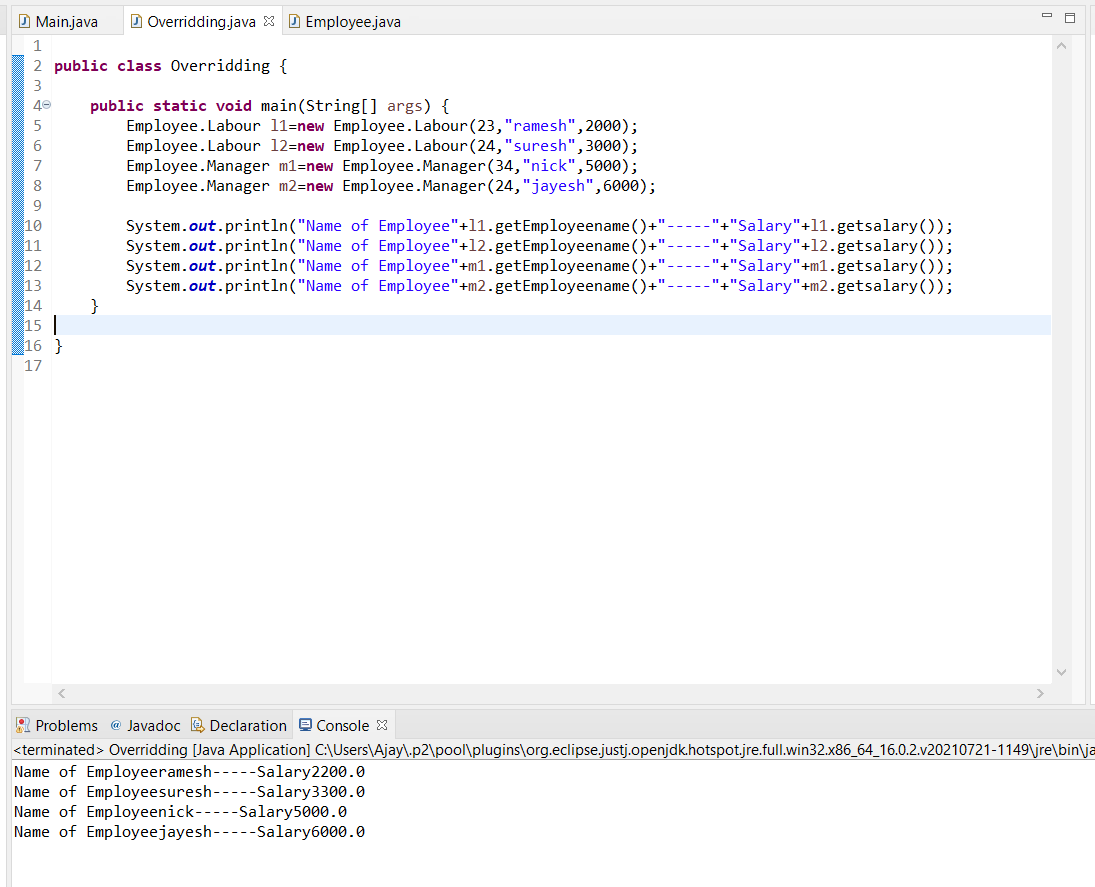 Main.java Overridding.java Employee.java
1
2 public class Overridding {
3
4 public static void main(String[] args) {
5 Employee.Labour l1=new Employee.Labour(23,"ramesh",2000);
6 Employee.Labour l2=new Employee.Labour(24,"suresh",3000);
7 Employee.Manager m1=new Employee.Manager(34,"nick",5000);
8 Employee.Manager m2=new Employee.Manager(24,"jayesh",6000);
9
10 System.out.println("Name of Employee"+l1.getEmployeename()+"-----"+"Salary"+l1.getsalary());
11 System.out.println("Name of Employee"+l2.getEmployeename()+"-----"+"Salary"+l2.getsalary());
12 System.out.println("Name of Employee"+m1.getEmployeename()+"-----"+"Salary"+m1.getsalary());
13 System.out.println("Name of Employee"+m2.getEmployeename()+"-----"+"Salary"+m2.getsalary());
14 }
15
16 }
17
Problems @ Javadoc Declaration Console
<terminated> Overridding [Java Application] C:\Users\Ajay\.p2\pool\plugins\org.eclipse.justj.openjdk.hotspot.jre.full.win32.x86_64_16.0.2.v20210721-1149\jre\bin\ja
Name of Employeeramesh-----Salary2200.0
Name of Employeesuresh-----Salary3300.0
Name of Employeenick-----Salary5000.0
Name of Employeejayesh-----Salary6000.0